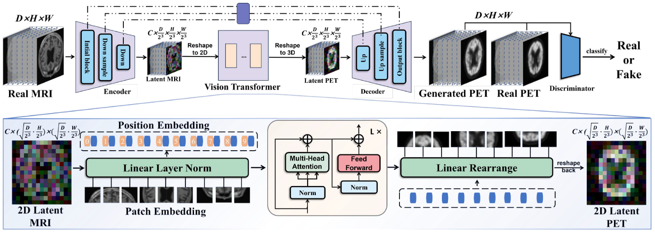 D×H×W
C×D/2³×H/2³×W/2³
C×D/2³×H/2³×W/2³
D×H×W
Initial block
Down sample
Down
Reshape
to 2D
...
Reshape
to 3D
Up
Up sample
Output block
classify
Real
or
Fake
Real MRI
Encoder
Latent MRI
Vision Transformer
Latent PET
Decoder
Generated PET
Real PET
Discriminator
C×(√D/2³·H/2³)×(√D/2³·W/2³)
Position Embedding
L×
C×(√D/2³·H/2³)×(√D/2³·W/2³)
Linear Layer Norm
Multi-Head
Attention
Feed
Forward
Linear Rearrange
reshape
back
Norm
Norm
2D Latent
MRI
Patch Embedding
2D Latent
PET